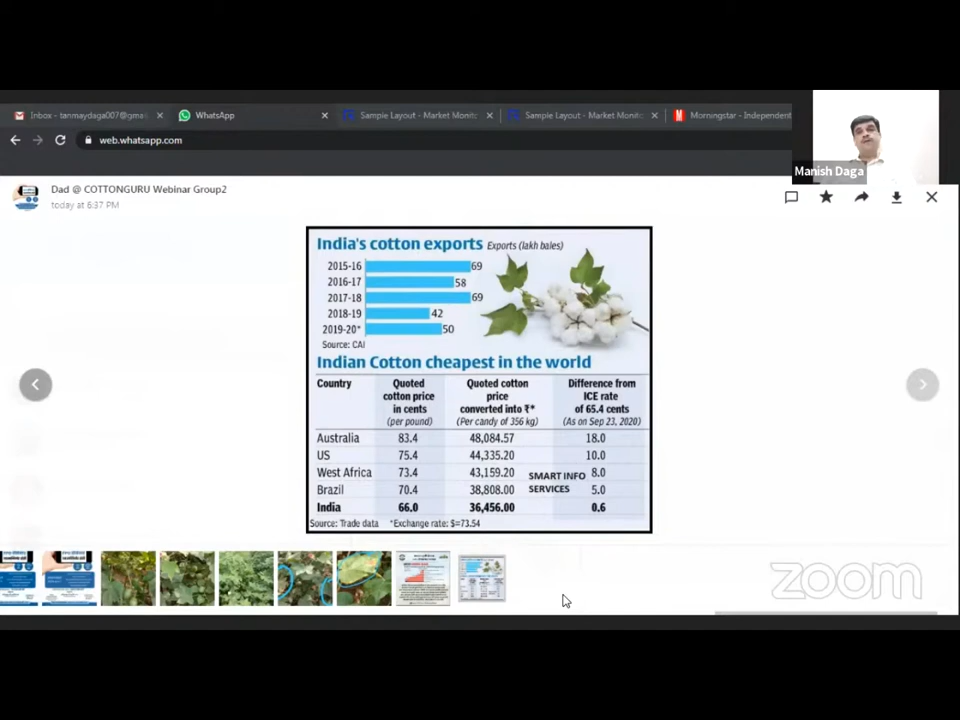 Inbox - tanmaydaga007@gma
WhatsApp
Sample Layout - Market Monito
Sample Layout - Market Monito
Morningstar - Independent
web.whatsapp.com
Manish Daga
Dad @ COTTONGURU Webinar Group2
today at 6:37 PM
India's cotton exports Exports (lakh bales)
2015-16 69
2016-17 58
2017-18 69
2018-19 42
2019-20* 50
Source: CAI
Indian Cotton cheapest in the world
Country Quoted cotton price in cents (per pound) Quoted cotton price converted into ₹* (Per candy of 356 kg) Difference from ICE rate of 65.4 cents (As on Sep 23, 2020)
Australia 83.4 48,084.57 18.0
US 75.4 44,335.20 10.0
West Africa 73.4 43,159.20 8.0
Brazil 70.4 38,808.00 5.0
India 66.0 36,456.00 0.6
SMART INFO
SERVICES
Source: Trade data *Exchange rate: $=73.54
zoom